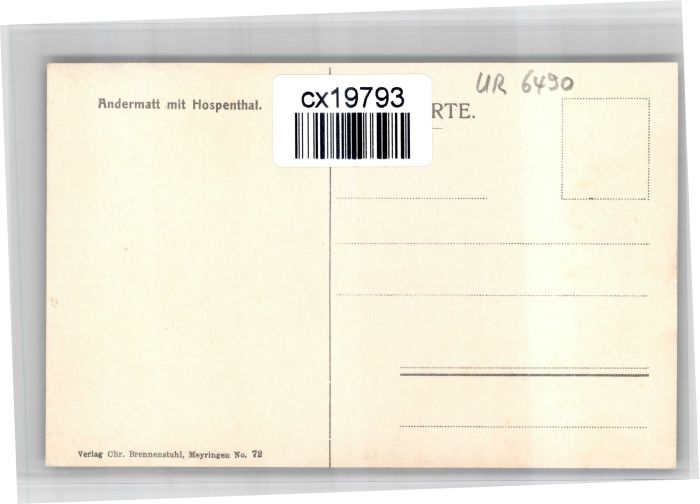 UR 6490
Andermatt mit Hospenthal.
cx19793
RTE.
Verlag Chr. Brennenstuhl, Meyringen No. 72